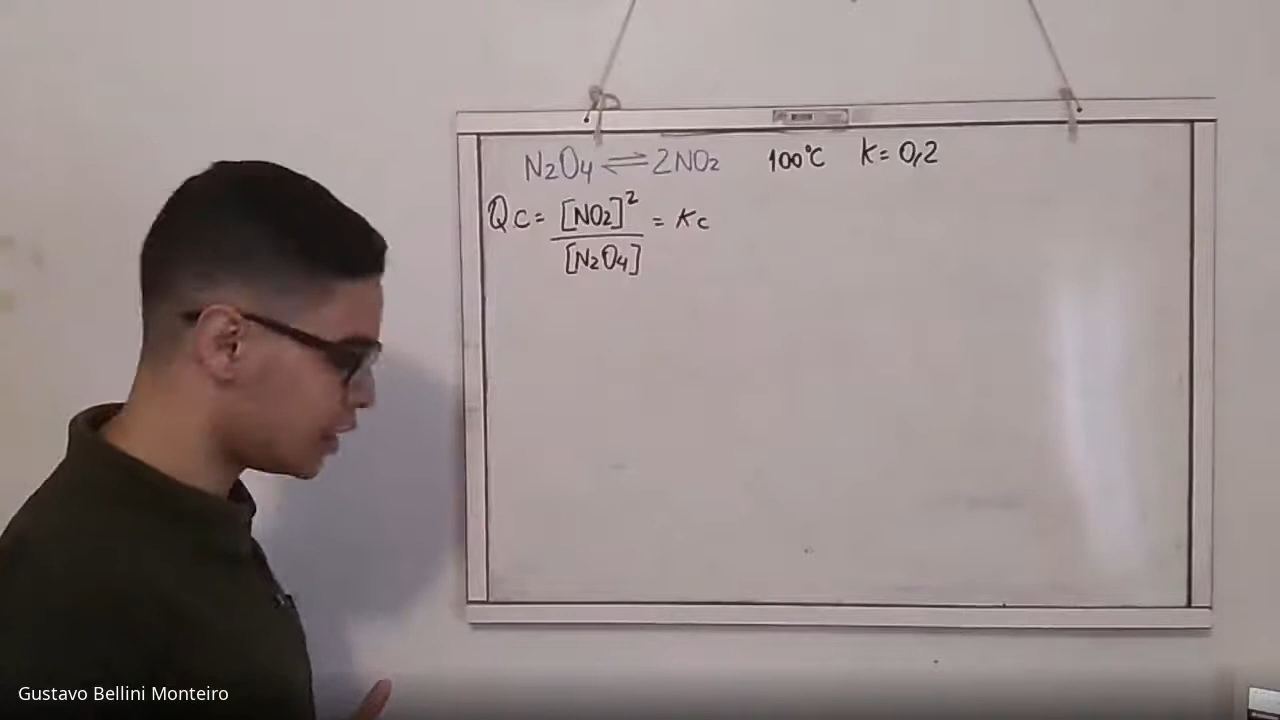 N2O4 ⇌ 2NO2 100°C K = 0,2
Qc = [NO2]² = Kc
[N2O4]
Gustavo Bellini Monteiro